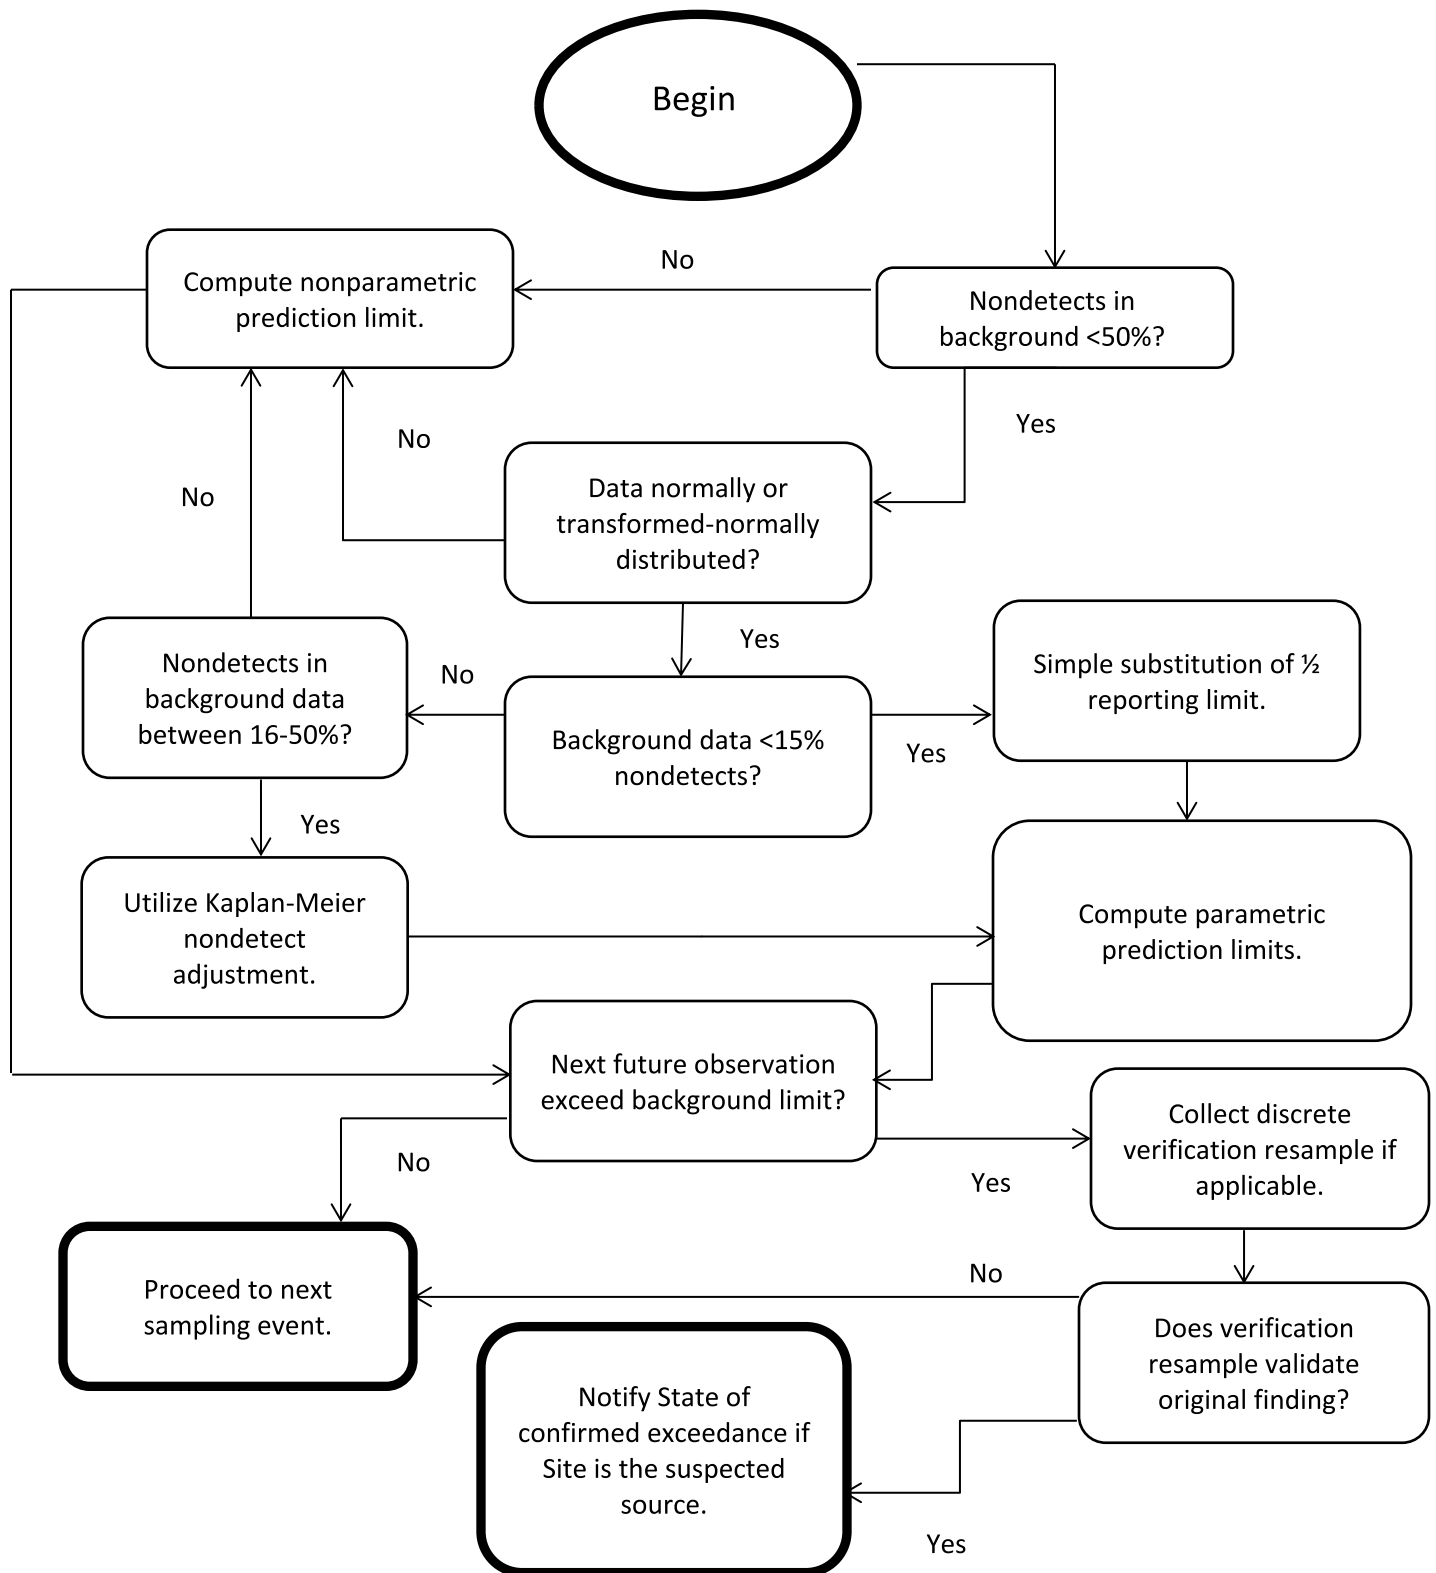 Begin
No
Compute nonparametric
prediction limit.
Nondetects in
background <50%?
Yes
No
Data normally or
transformed-normally
distributed?
No
Yes
Nondetects in
background data
between 16-50%?
No
Background data <15%
nondetects?
Yes
Simple substitution of ½
reporting limit.
Yes
Utilize Kaplan-Meier
nondetect
adjustment.
Compute parametric
prediction limits.
Next future observation
exceed background limit?
No
Yes
Collect discrete
verification resample if
applicable.
No
Proceed to next
sampling event.
Does verification
resample validate
original finding?
Notify State of
confirmed exceedance if
Site is the suspected
source.
Yes